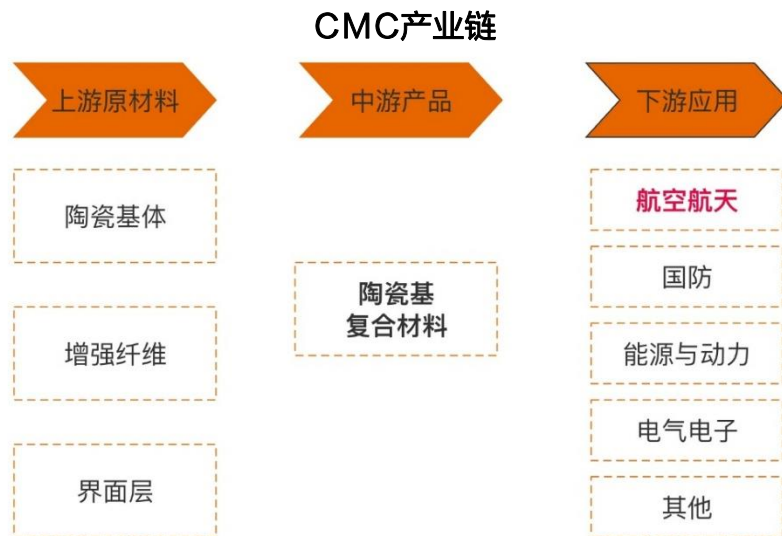 CMC产业链
上游原材料
中游产品
下游应用
陶瓷基体
增强纤维
界面层
陶瓷基
复合材料
航空航天
国防
能源与动力
电气电子
其他